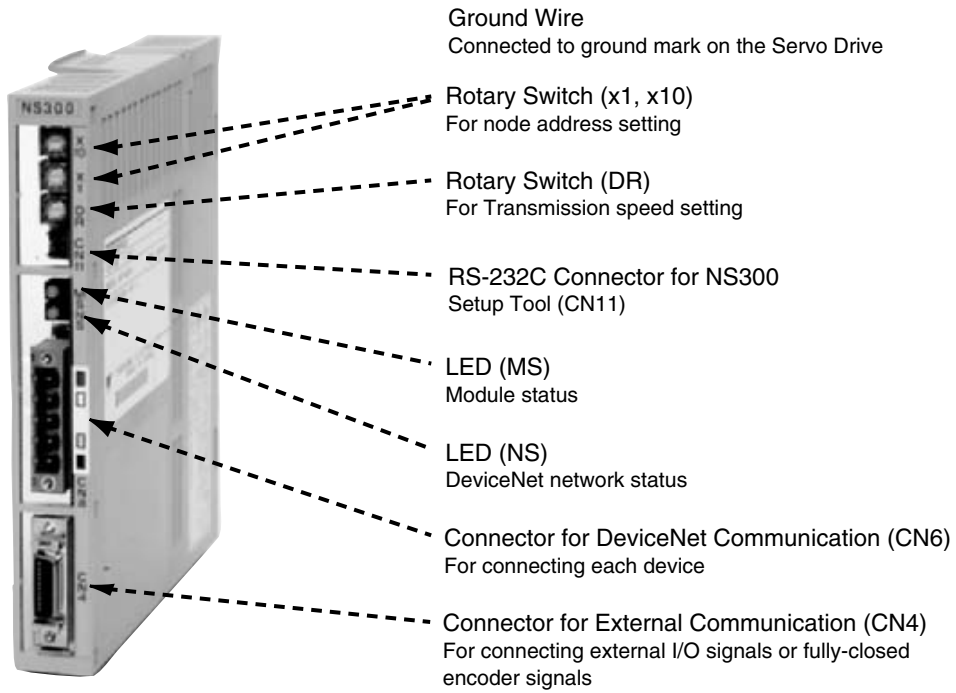 Ground Wire
Connected to ground mark on the Servo Drive
NS300
Rotary Switch (x1, x10)
For node address setting
Rotary Switch (DR)
For Transmission speed setting
RS-232C Connector for NS300
Setup Tool (CN11)
LED (MS)
Module status
LED (NS)
DeviceNet network status
Connector for DeviceNet Communication (CN6)
For connecting each device
Connector for External Communication (CN4)
For connecting external I/O signals or fully-closed
encoder signals